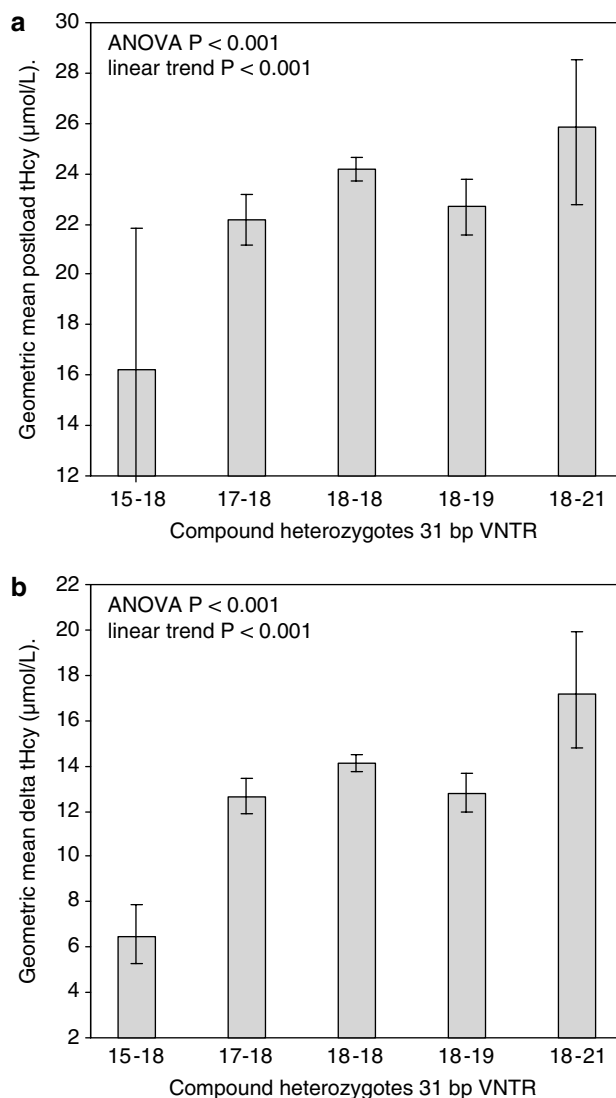 a
ANOVA P < 0.001
linear trend P < 0.001
Geometric mean postload tHcy (μmol/L).
30
28
26
24
22
20
18
16
14
12
15-18 17-18 18-18 18-19 18-21
Compound heterozygotes 31 bp VNTR
b
ANOVA P < 0.001
linear trend P < 0.001
Geometric mean delta tHcy (μmol/L).
22
20
18
16
14
12
10
8
6
4
2
15-18 17-18 18-18 18-19 18-21
Compound heterozygotes 31 bp VNTR